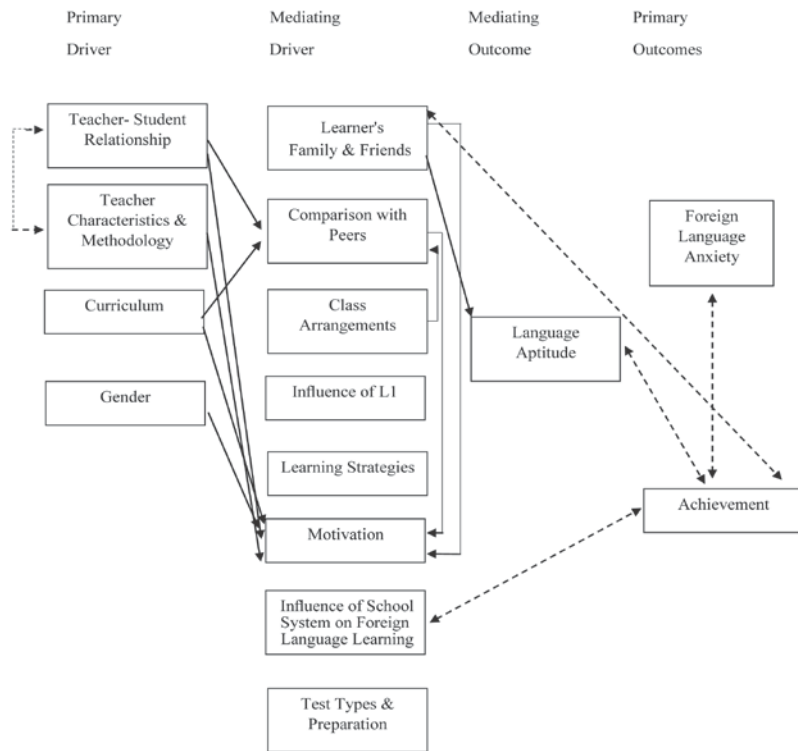 Primary
Driver
Mediating
Driver
Mediating
Outcome
Primary
Outcomes
Teacher- Student
Relationship
Teacher
Characteristics &
Methodology
Curriculum
Gender
Learner's
Family & Friends
Comparison with
Peers
Class
Arrangements
Influence of L1
Learning Strategies
Motivation
Influence of School
System on Foreign
Language Learning
Test Types &
Preparation
Language
Aptitude
Foreign
Language
Anxiety
Achievement